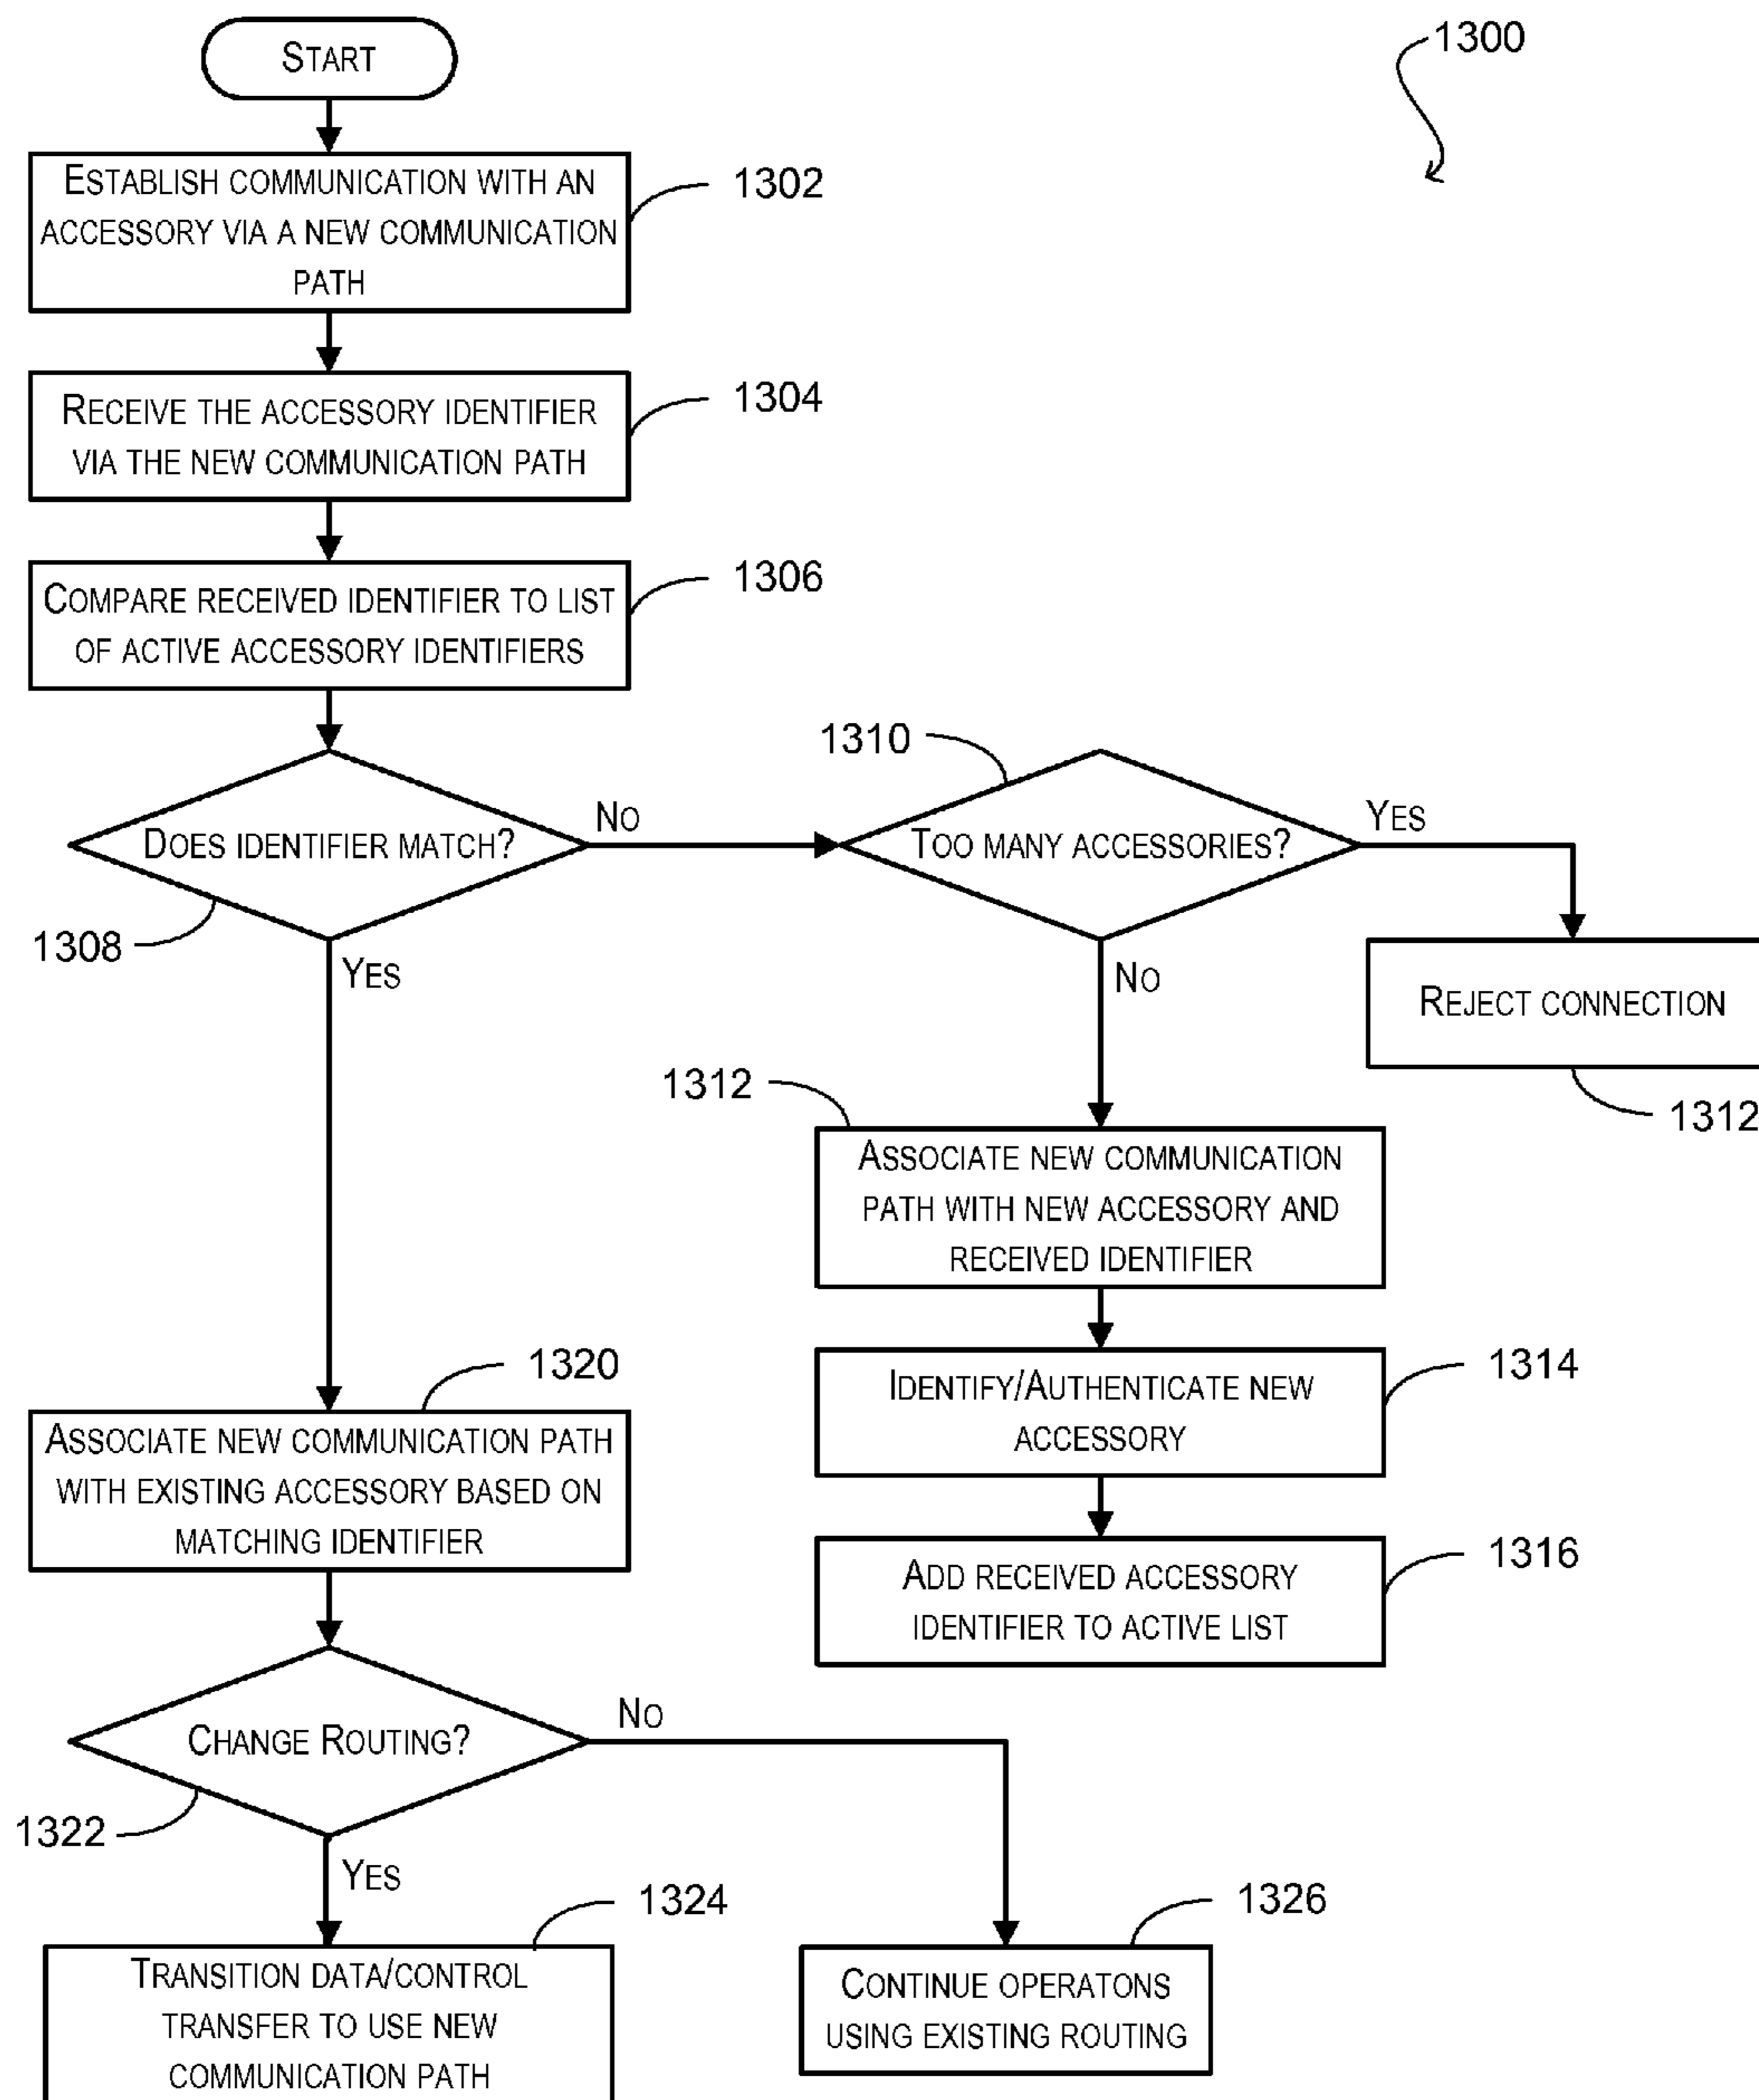 1300
START
ESTABLISH COMMUNICATION WITH AN
ACCESSORY VIA A NEW COMMUNICATION
PATH
1302
RECEIVE THE ACCESSORY IDENTIFIER
VIA THE NEW COMMUNICATION PATH
1304
COMPARE RECEIVED IDENTIFIER TO LIST
OF ACTIVE ACCESSORY IDENTIFIERS
1306
DOES IDENTIFIER MATCH?
1308
NO
YES
1310
TOO MANY ACCESSORIES?
YES
NO
REJECT CONNECTION
1312
1312
ASSOCIATE NEW COMMUNICATION
PATH WITH NEW ACCESSORY AND
RECEIVED IDENTIFIER
IDENTIFY/AUTHENTICATE NEW
ACCESSORY
1314
ADD RECEIVED ACCESSORY
IDENTIFIER TO ACTIVE LIST
1316
1320
ASSOCIATE NEW COMMUNICATION PATH
WITH EXISTING ACCESSORY BASED ON
MATCHING IDENTIFIER
CHANGE ROUTING?
1322
NO
YES
1324
TRANSITION DATA/CONTROL
TRANSFER TO USE NEW
COMMUNICATION PATH
1326
CONTINUE OPERATONS
USING EXISTING ROUTING